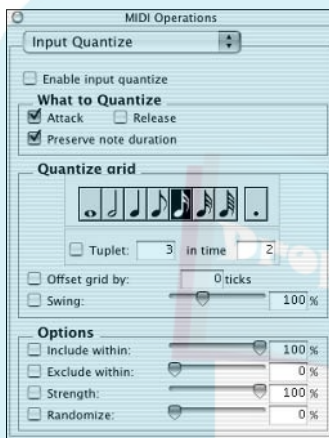 MIDI Operations
Input Quantize
Enable input quantize
What to Quantize
Attack Release
Preserve note duration
Quantize grid
Tuplet: 3 in time 2
Offset grid by: 0 ticks
Swing: 100 %
Options
Include within: 100 %
Exclude within: 0 %
Strength: 100 %
Randomize: 0 %